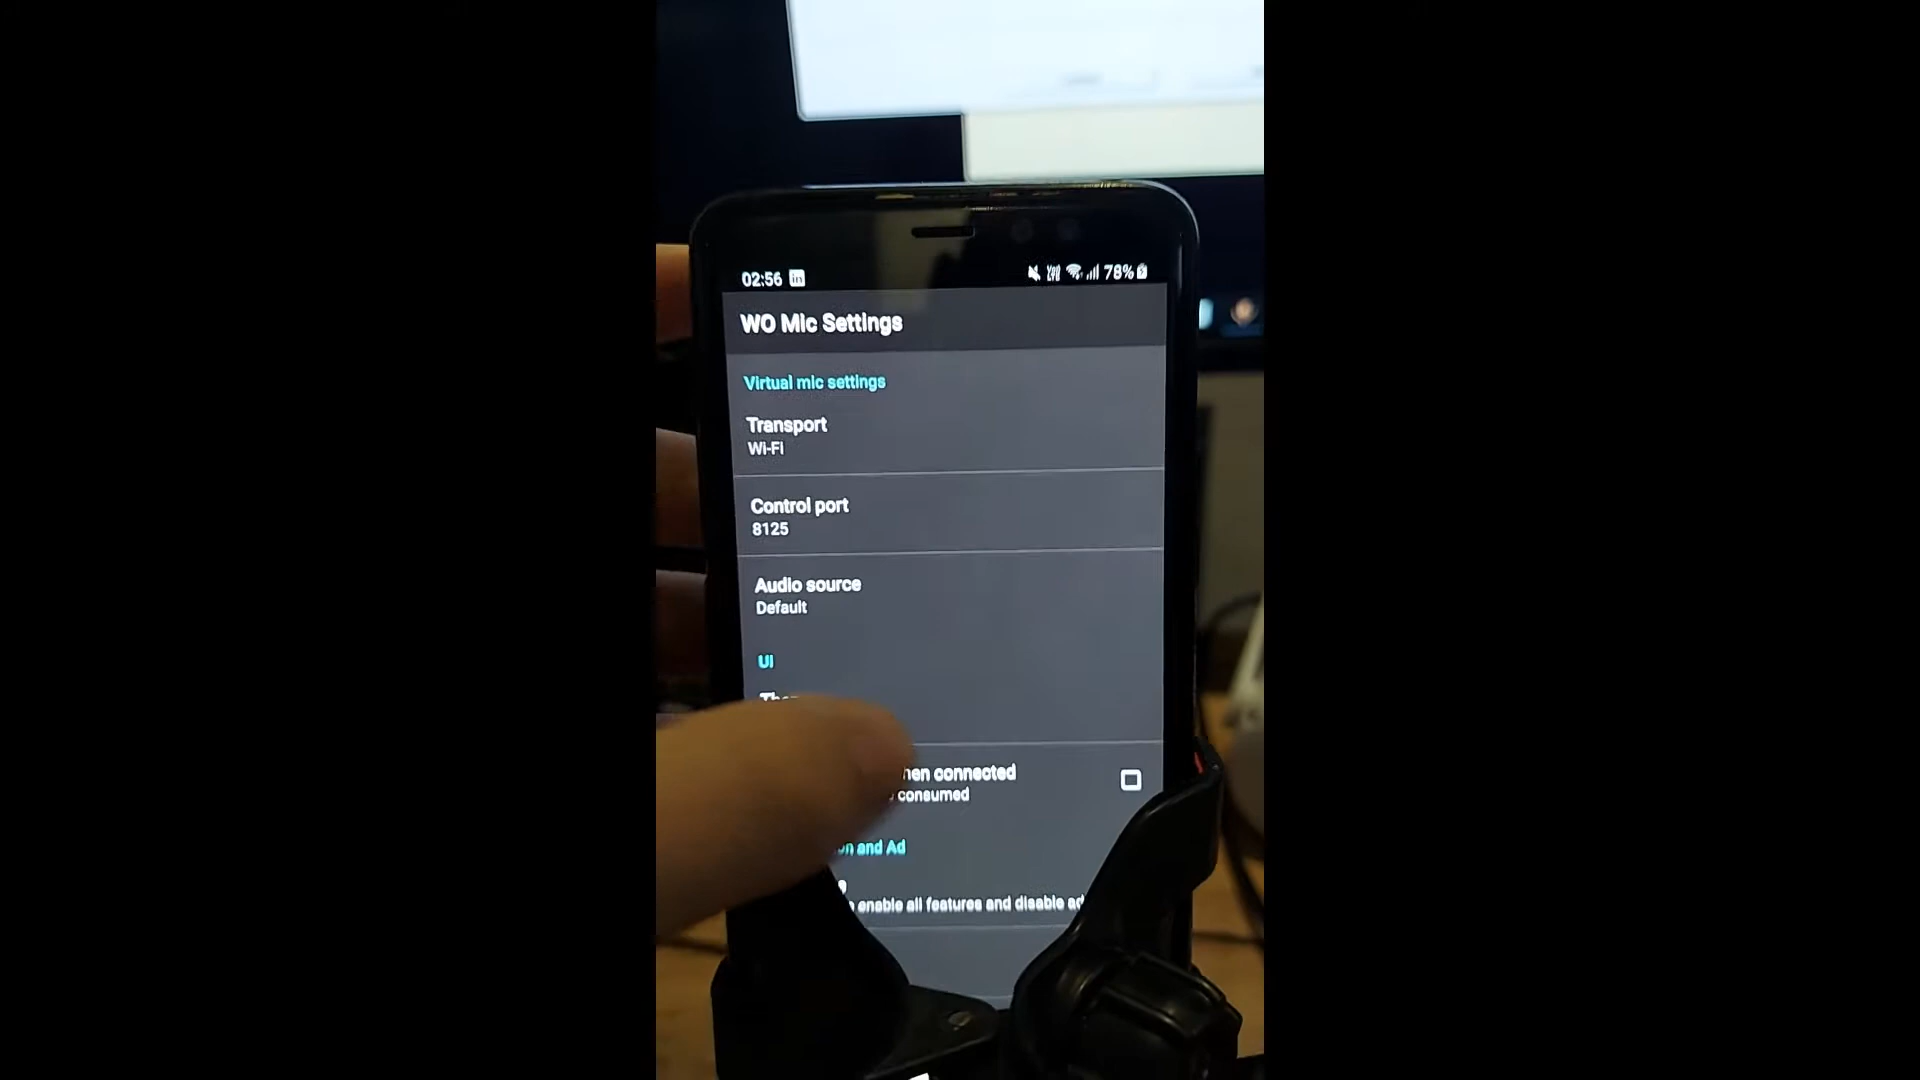 02:56 in 78%
WO Mic Settings
Virtual mic settings
Transport
Wi-Fi
Control port
8125
Audio source
Default
UI
connected
consumed
and Ad
enable all features and disable